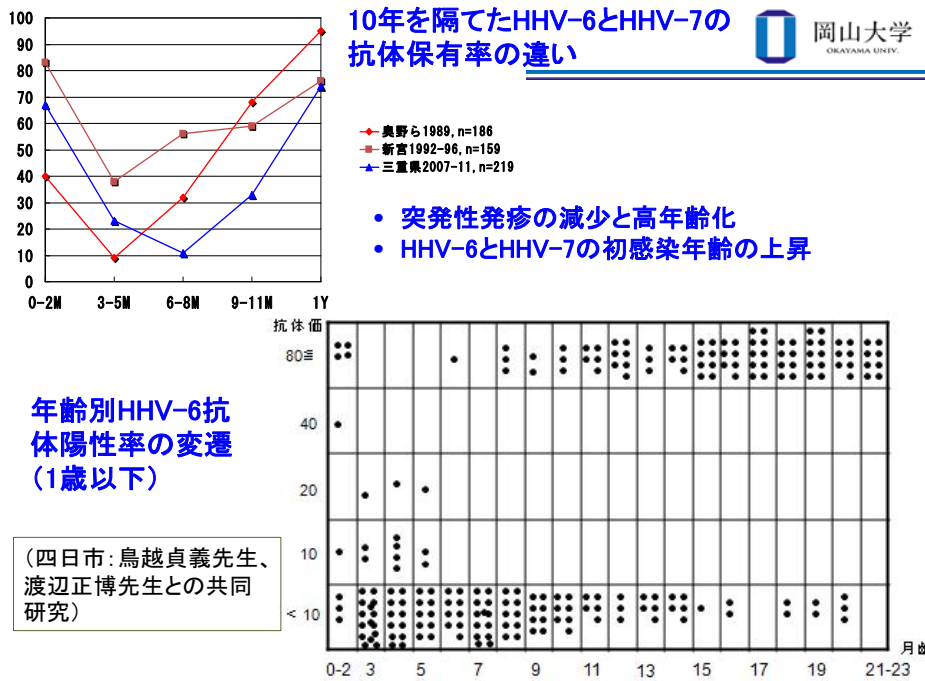 10年を隔てたHHV-6とHHV-7の
抗体保有率の違い
岡山大学
OKAYAMA UNIV.
100
90
80
70
60
50
40
30
20
10
0
0-2M 3-5M 6-8M 9-11M 1Y
奥野ら1989, n=186
新宮1992-96, n=159
三重県2007-11, n=219
• 突発性発疹の減少と高年齢化
• HHV-6とHHV-7の初感染年齢の上昇
年齢別HHV-6抗
体陽性率の変遷
（1歳以下）
（四日市：鳥越貞義先生、
渡辺正博先生との共同
研究）
抗体価
80≦
40
20
10
< 10
0-2 3 5 7 9 11 13 15 17 19 21-23
月齢